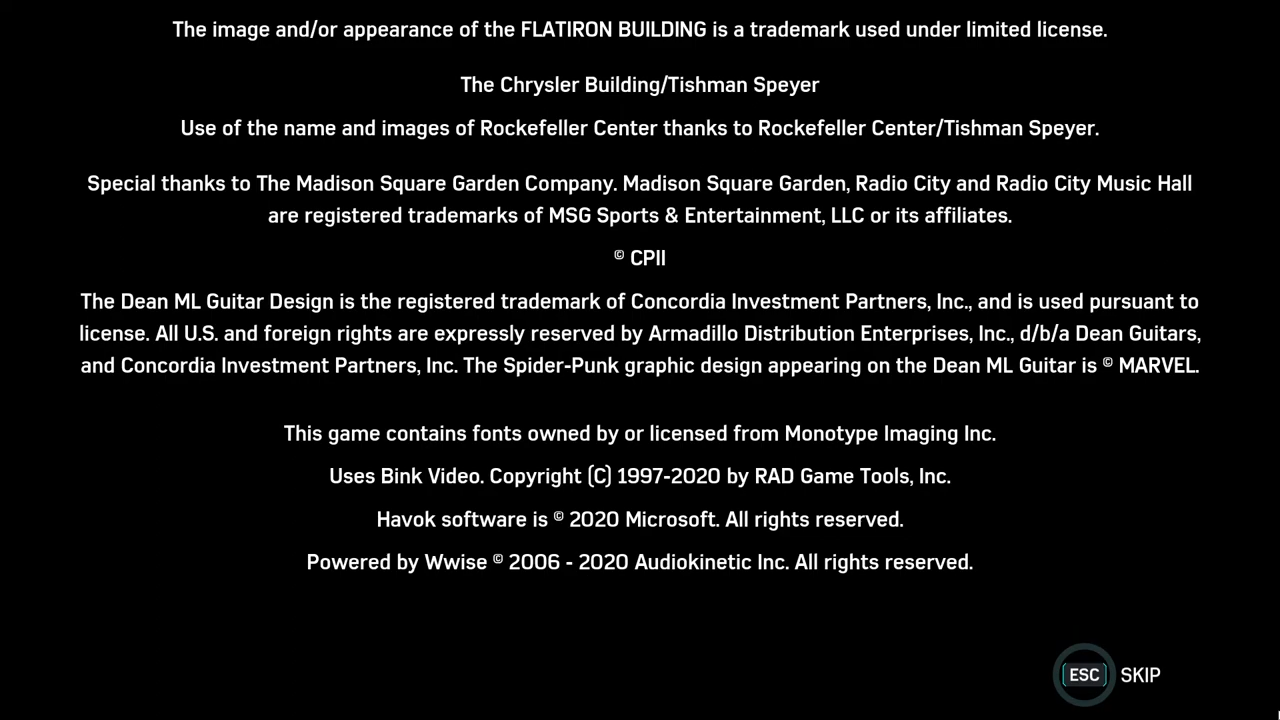 The image and/or appearance of the FLATIRON BUILDING is a trademark used under limited license.
The Chrysler Building/Tishman Speyer
Use of the name and images of Rockefeller Center thanks to Rockefeller Center/Tishman Speyer.
Special thanks to The Madison Square Garden Company. Madison Square Garden, Radio City and Radio City Music Hall
are registered trademarks of MSG Sports & Entertainment, LLC or its affiliates.
© CPII
The Dean ML Guitar Design is the registered trademark of Concordia Investment Partners, Inc., and is used pursuant to
license. All U.S. and foreign rights are expressly reserved by Armadillo Distribution Enterprises, Inc., d/b/a Dean Guitars,
and Concordia Investment Partners, Inc. The Spider-Punk graphic design appearing on the Dean ML Guitar is © MARVEL.
This game contains fonts owned by or licensed from Monotype Imaging Inc.
Uses Bink Video. Copyright (C) 1997-2020 by RAD Game Tools, Inc.
Havok software is © 2020 Microsoft. All rights reserved.
Powered by Wwise © 2006 - 2020 Audiokinetic Inc. All rights reserved.
ESC SKIP